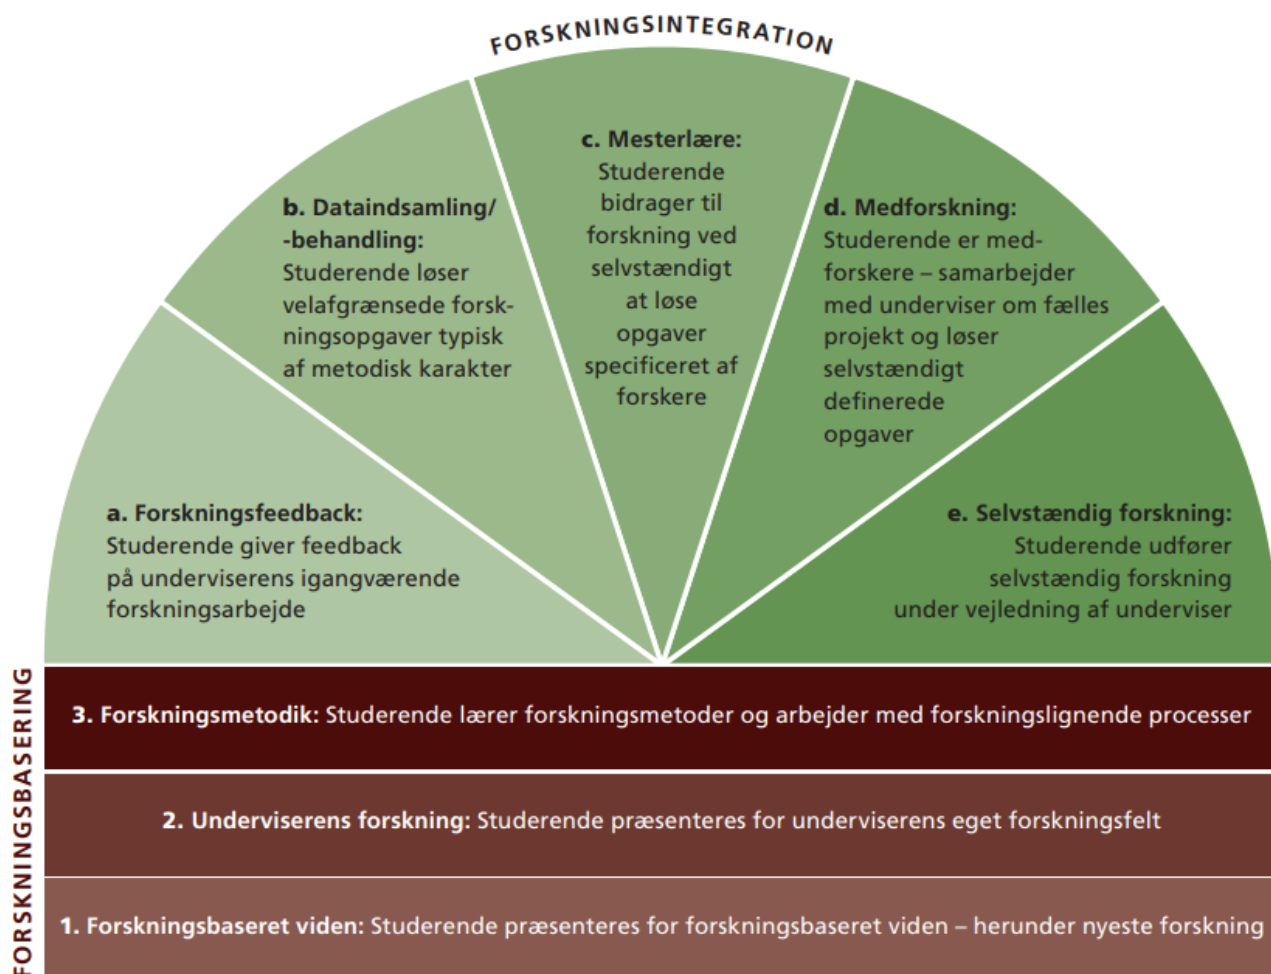 FORSKNINGSINTEGRATION
c. Mesterlære:
Studerende
bidrager til
forskning ved
selvstændigt
at løse
opgaver
specificeret af
forskere
b. Dataindsamling/
-behandling:
Studerende løser
velafgrænsede forsk-
ningsopgaver typisk
af metodisk karakter
d. Medforskning:
Studerende er med-
forskere – samarbejder
med underviser om fælles
projekt og løser
selvstændigt
definerede
opgaver
a. Forskningsfeedback:
Studerende giver feedback
på underviserens igangværende
forskningsarbejde
e. Selvstændig forskning:
Studerende udfører
selvstændig forskning
under vejledning af underviser
FORSKNINGSBASERING
3. Forskningsmetodik: Studerende lærer forskningsmetoder og arbejder med forskningslignende processer
2. Underviserens forskning: Studerende præsenteres for underviserens eget forskningsfelt
1. Forskningsbaseret viden: Studerende præsenteres for forskningsbaseret viden – herunder nyeste forskning